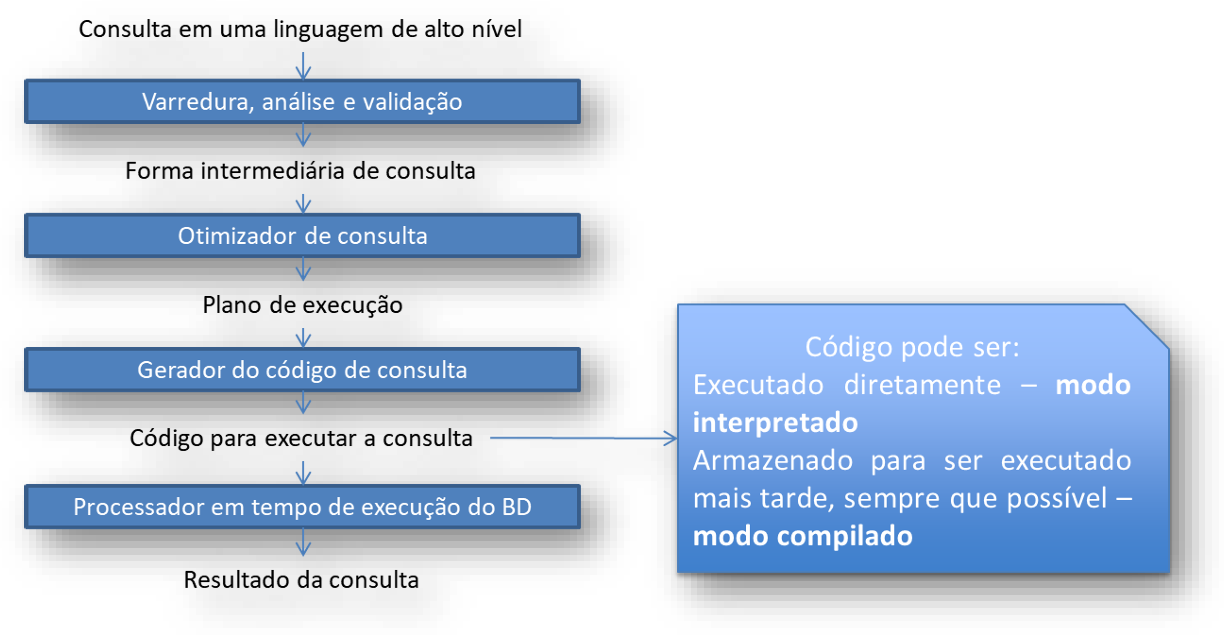 Consulta em uma linguagem de alto nível
Varredura, análise e validação
Forma intermediária de consulta
Otimizador de consulta
Plano de execução
Gerador do código de consulta
Código para executar a consulta
Processador em tempo de execução do BD
Resultado da consulta
Código pode ser:
Executado diretamente – modo
interpretado
Armazenado para ser executado
mais tarde, sempre que possível –
modo compilado